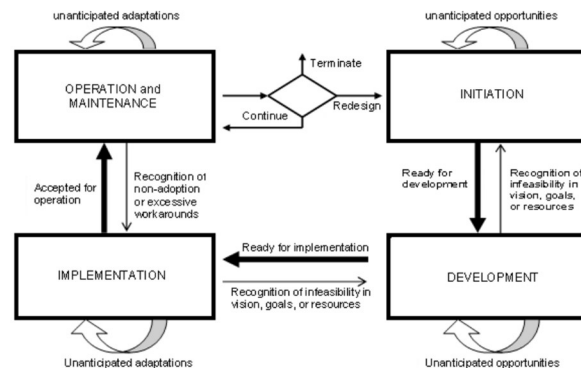 unanticipated adaptations
unanticipated opportunities
OPERATION and
MAINTENANCE
Terminate
Continue
Redesign
INITIATION
Accepted for
operation
Recognition of
non-adoption
or excessive
workarounds
Ready for
development
Recognition of
infeasibility in
vision, goals,
or resources
Ready for implementation
IMPLEMENTATION
Recognition of infeasibility in
vision, goals, or resources
DEVELOPMENT
Unanticipated adaptations
Unanticipated opportunities